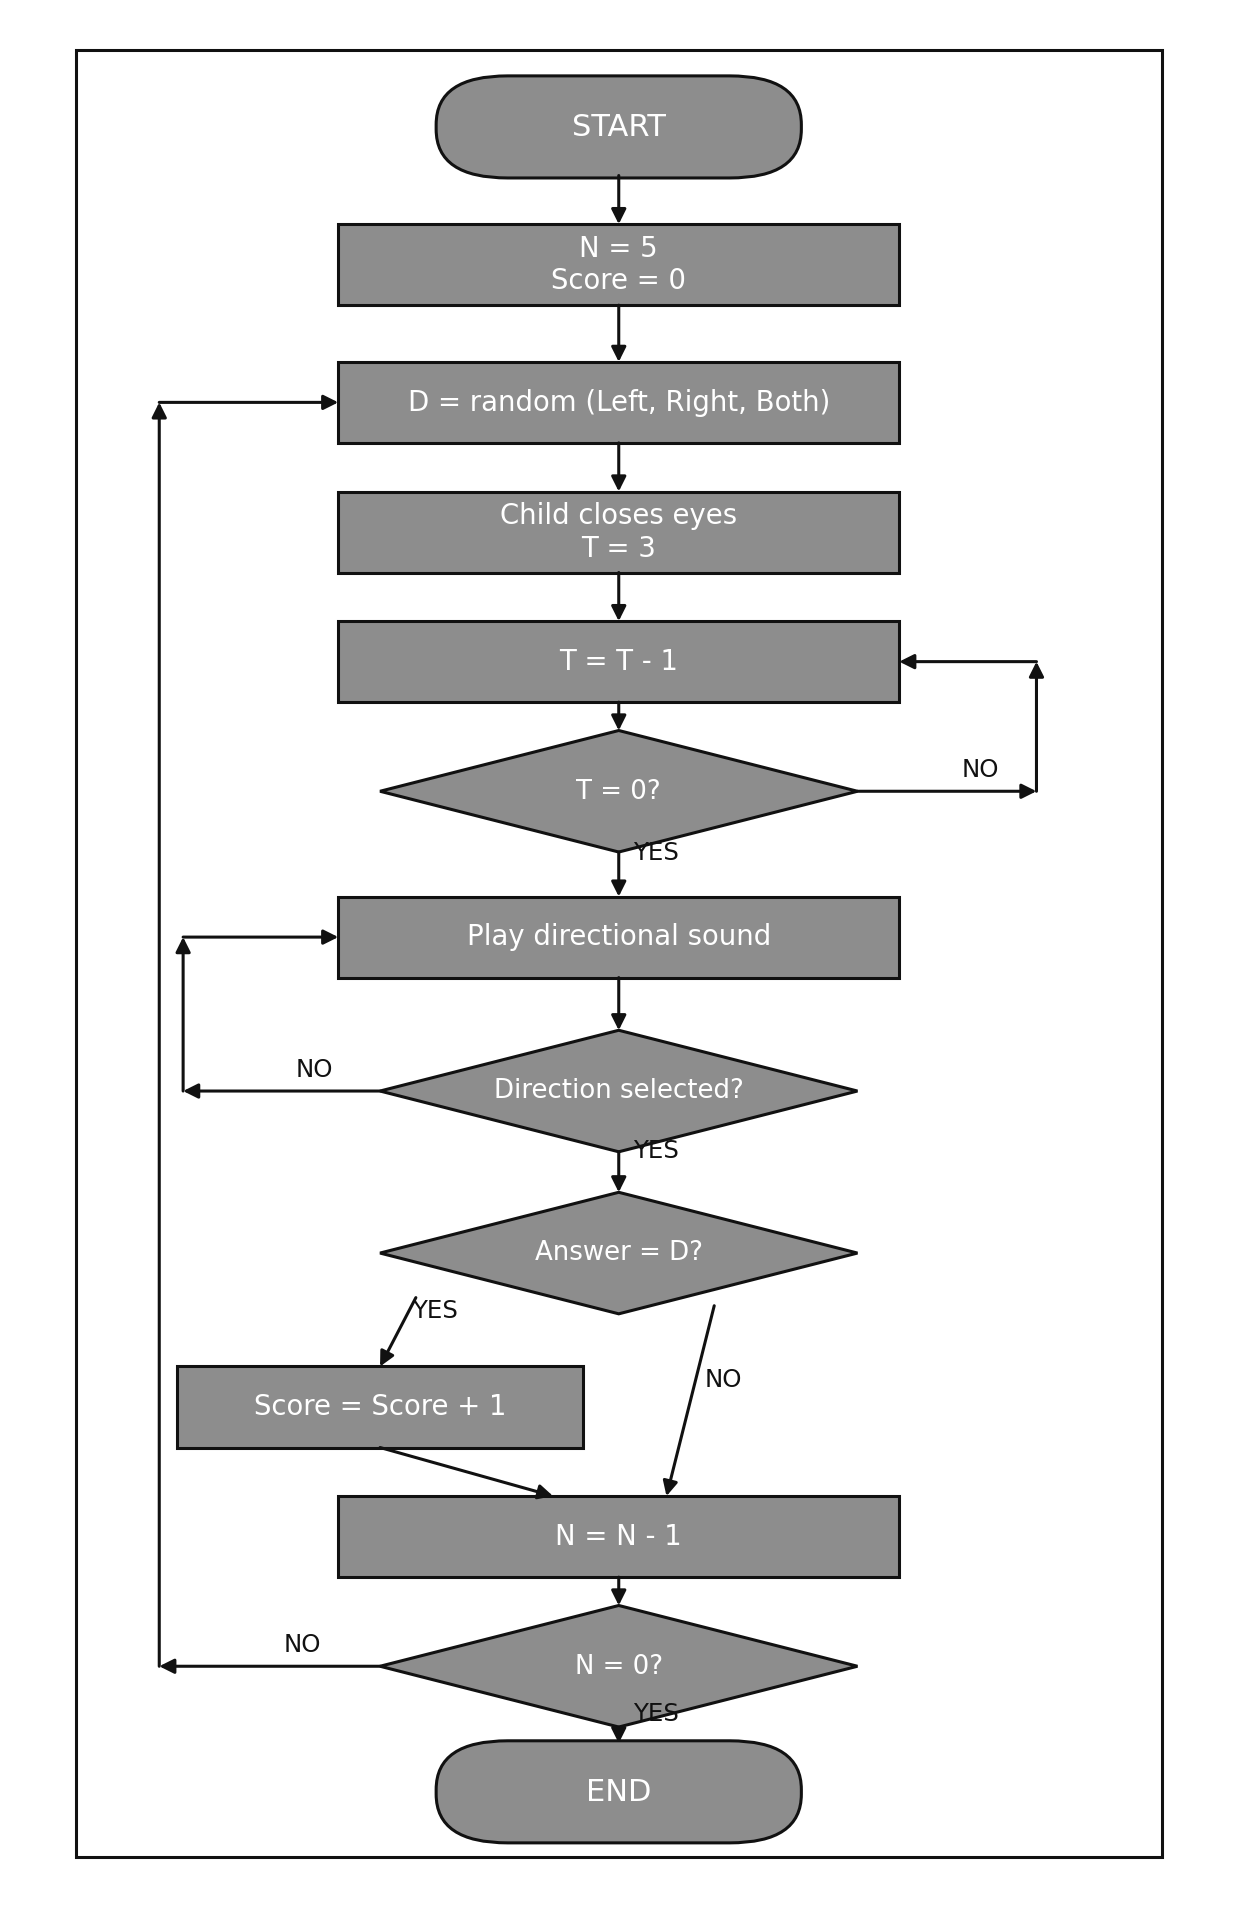 START
N = 5
Score = 0
D = random (Left, Right, Both)
Child closes eyes
T = 3
T = T - 1
T = 0?
NO
YES
Play directional sound
NO
Direction selected?
YES
Answer = D?
YES
NO
Score = Score + 1
N = N - 1
NO
N = 0?
YES
END